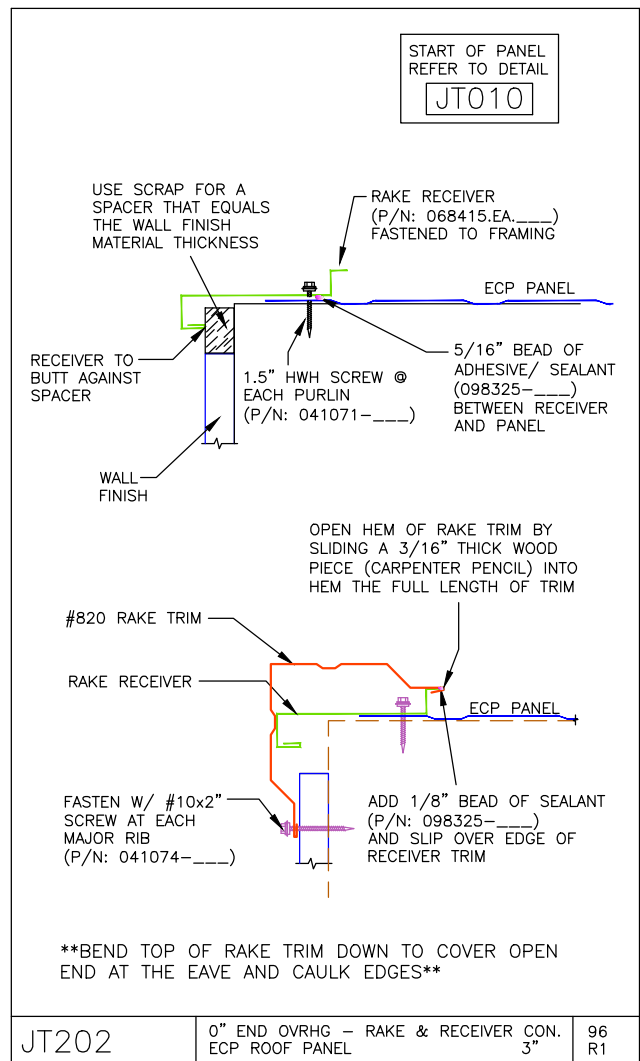 START OF PANEL
REFER TO DETAIL
JT010
USE SCRAP FOR A
SPACER THAT EQUALS
THE WALL FINISH
MATERIAL THICKNESS
RAKE RECEIVER
(P/N: 068415.EA.___)
FASTENED TO FRAMING
ECP PANEL
RECEIVER TO
BUTT AGAINST
SPACER
1.5" HWH SCREW @
EACH PURLIN
(P/N: 041071-___)
5/16" BEAD OF
ADHESIVE/ SEALANT
(098325-___)
BETWEEN RECEIVER
AND PANEL
WALL
FINISH
OPEN HEM OF RAKE TRIM BY
SLIDING A 3/16" THICK WOOD
PIECE (CARPENTER PENCIL) INTO
HEM THE FULL LENGTH OF TRIM
#820 RAKE TRIM
RAKE RECEIVER
ECP PANEL
FASTEN W/ #10x2"
SCREW AT EACH
MAJOR RIB
(P/N: 041074-___)
ADD 1/8" BEAD OF SEALANT
(P/N: 098325-___)
AND SLIP OVER EDGE OF
RECEIVER TRIM
**BEND TOP OF RAKE TRIM DOWN TO COVER OPEN
END AT THE EAVE AND CAULK EDGES**
JT202
0" END OVRHG - RAKE & RECEIVER CON.
ECP ROOF PANEL 3"
96
R1